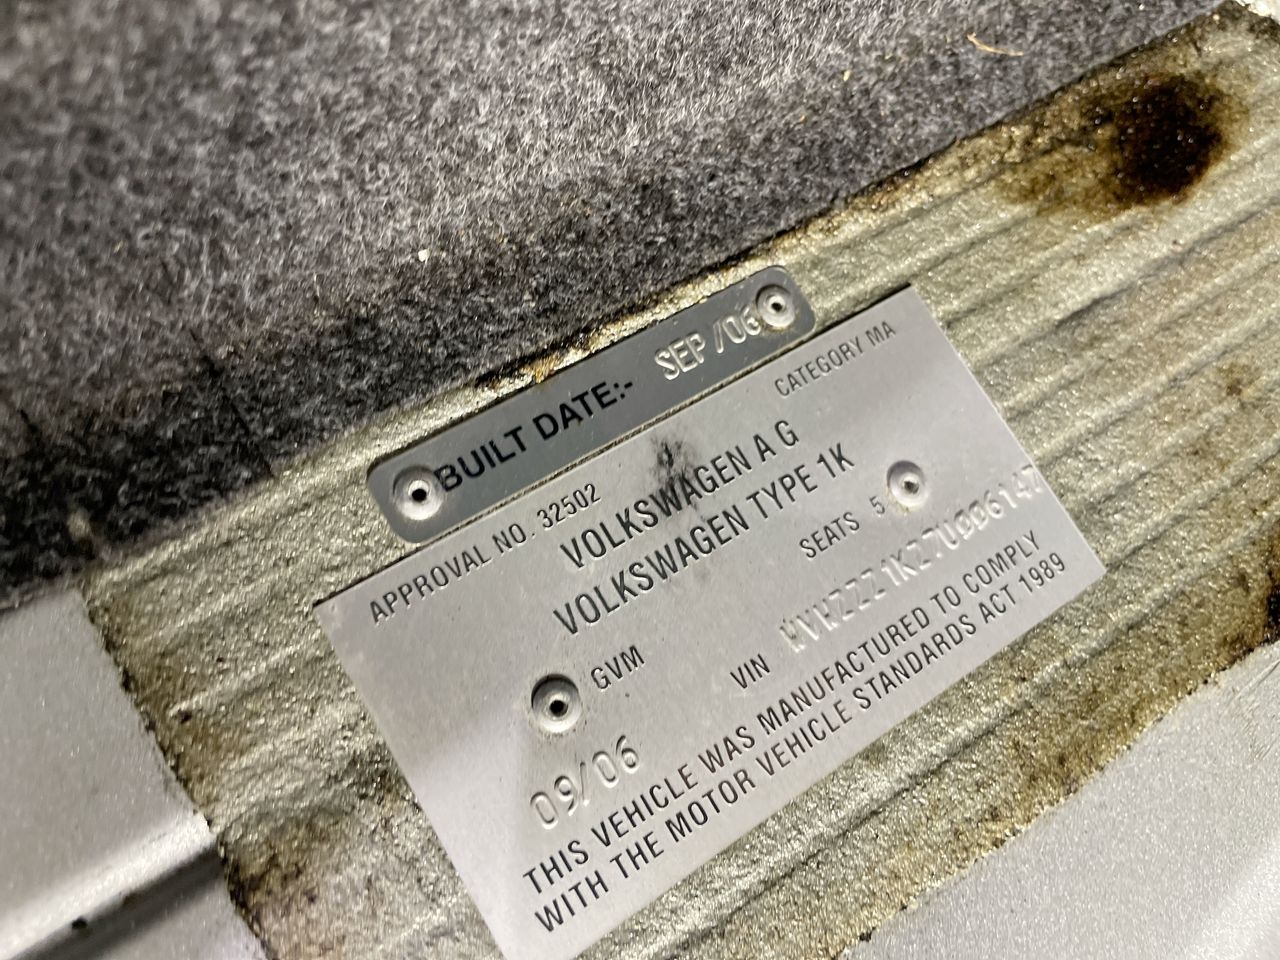 BUILT DATE:- SEP/06
CATEGORY MA
APPROVAL NO. 32502
VOLKSWAGEN A G
VOLKSWAGEN TYPE 1K
SEATS 5
GVM
VIN WVWZZZ1KZ7U006147
09/06
THIS VEHICLE WAS MANUFACTURED TO COMPLY
WITH THE MOTOR VEHICLE STANDARDS ACT 1989